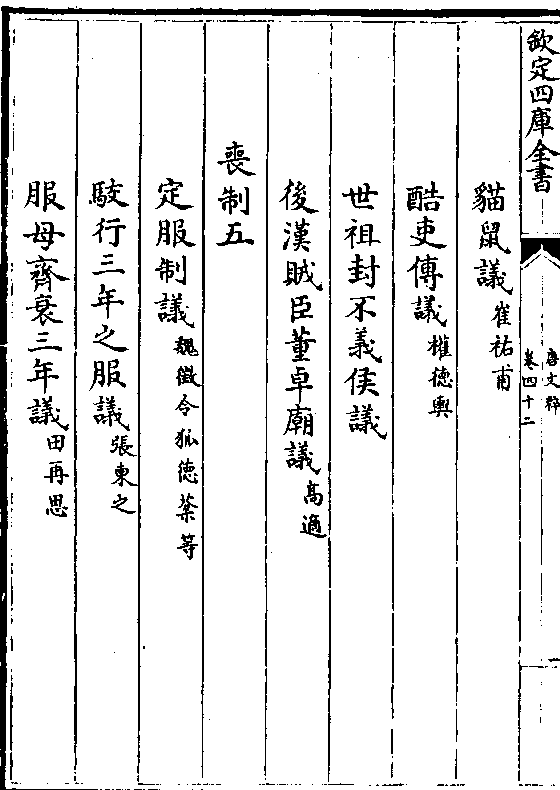 欽定四庫全書
唐文粹
卷四十二
貓鼠議崔祐甫
酷吏傳議權德輿
世祖封不義侯議
後漢賊臣董卓廟議高適
喪制五
定服制議魏徵令狐德棻等
駮行三年之服議張柬之
服母齊衰三年議田再思